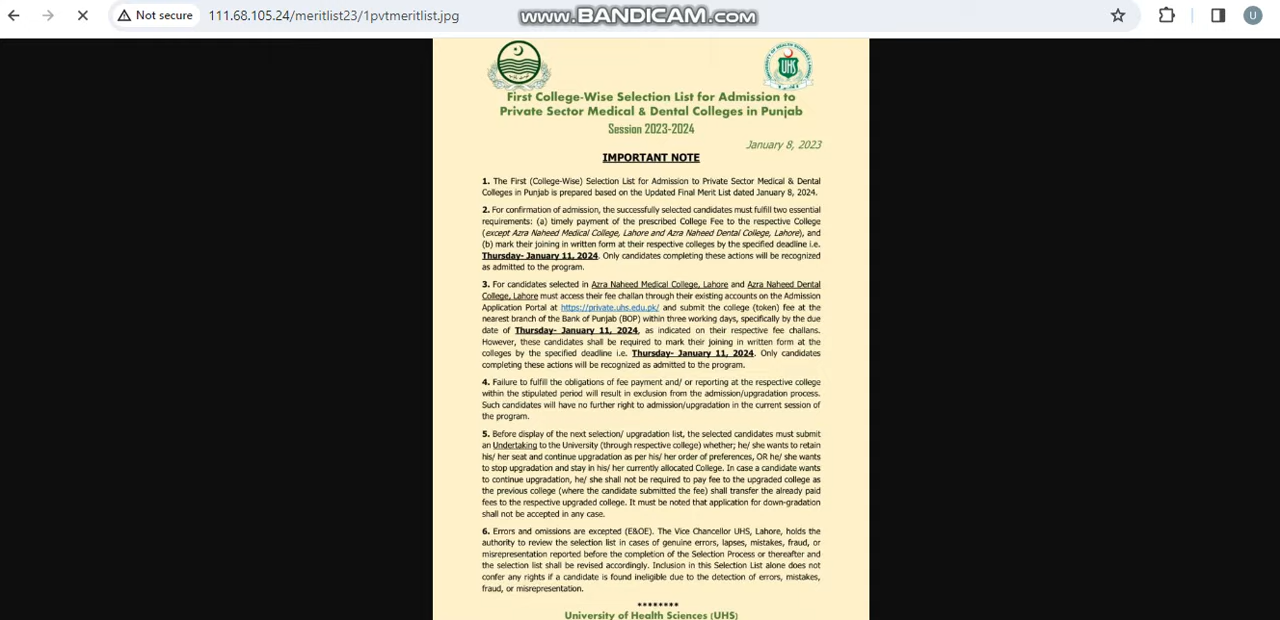 Not secure
111.68.105.24/meritlist23/1pvtmeritlist.jpg
www.BANDICAM.com
U
UHS
First College-Wise Selection List for Admission to
Private Sector Medical & Dental Colleges in Punjab
Session 2023-2024
January 8, 2023
IMPORTANT NOTE
1. The First (College-Wise) Selection List for Admission to Private Sector Medical & Dental
Colleges in Punjab is prepared based on the Updated Final Merit List dated January 8, 2024.
2. For confirmation of admission, the successfully selected candidates must fulfill two essential
requirements: (a) timely payment of the prescribed College Fee to the respective College
(except Azra Naheed Medical College, Lahore and Azra Naheed Dental College, Lahore), and
(b) mark their joining in written form at their respective colleges by the specified deadline i.e.
Thursday- January 11, 2024. Only candidates completing these actions will be recognized
as admitted to the program.
3. For candidates selected in Azra Naheed Medical College, Lahore and Azra Naheed Dental
College, Lahore must access their fee challan through their existing accounts on the Admission
Application Portal at https://private.uhs.edu.pk/ and submit the college (token) fee at the
nearest branch of the Bank of Punjab (BOP) within three working days, specifically by the due
date of Thursday- January 11, 2024, as indicated on their respective fee challans.
However, these candidates shall be required to mark their joining in written form at the
colleges by the specified deadline i.e. Thursday- January 11, 2024. Only candidates
completing these actions will be recognized as admitted to the program.
4. Failure to fulfill the obligations of fee payment and/ or reporting at the respective college
within the stipulated period will result in exclusion from the admission/upgradation process.
Such candidates will have no further right to admission/upgradation in the current session of
the program.
5. Before display of the next selection/ upgradation list, the selected candidates must submit
an Undertaking to the University (through respective college) whether; he/ she wants to retain
his/ her seat and continue upgradation as per his/ her order of preferences, OR he/ she wants
to stop upgradation and stay in his/ her currently allocated College. In case a candidate wants
to continue upgradation, he/ she shall not be required to pay fee to the upgraded college as
the previous college (where the candidate submitted the fee) shall transfer the already paid
fees to the respective upgraded college. It must be noted that application for down-gradation
shall not be accepted in any case.
6. Errors and omissions are excepted (E&OE). The Vice Chancellor UHS, Lahore, holds the
authority to review the selection list in cases of genuine errors, lapses, mistakes, fraud, or
misrepresentation reported before the completion of the Selection Process or thereafter and
the selection list shall be revised accordingly. Inclusion in this Selection List alone does not
confer any rights if a candidate is found ineligible due to the detection of errors, mistakes,
fraud, or misrepresentation.
********
University of Health Sciences (UHS)